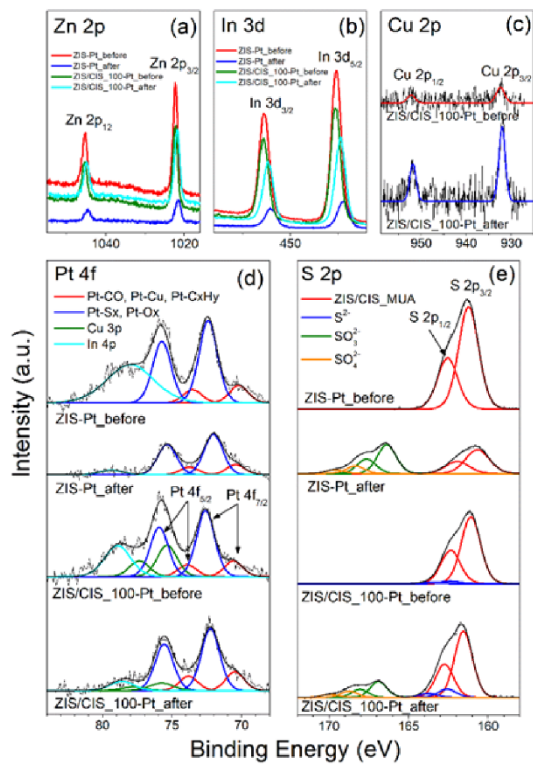 Zn 2p (a)
ZIS-Pt_before
ZIS-Pt_after
ZIS/CIS_100-Pt_before
ZIS/CIS_100-Pt_after
Zn 2p3/2
Zn 2p12
1040 1020
In 3d (b)
ZIS-Pt_before
ZIS-Pt_after
ZIS/CIS_100-Pt_before
ZIS/CIS_100-Pt_after
In 3d5/2
In 3d3/2
450
(c)
Cu 2p
Cu 2p1/2 Cu 2p3/2
ZIS/CIS_100-Pt_before
ZIS/CIS_100-Pt_after
950 940 930
Intensity (a.u.)
Pt 4f (d)
Pt-CO, Pt-Cu, Pt-CxHy
Pt-Sx, Pt-Ox
Cu 3p
In 4p
ZIS-Pt_before
ZIS-Pt_after
Pt 4f5/2 Pt 4f7/2
ZIS/CIS_100-Pt_before
ZIS/CIS_100-Pt_after
80 75 70
S 2p (e)
S 2p3/2
ZIS/CIS_MUA
S2-
SO3 2-
SO4 2-
S 2p1/2
ZIS-Pt_before
ZIS-Pt_after
ZIS/CIS_100-Pt_before
ZIS/CIS_100-Pt_after
170 165 160
Binding Energy (eV)